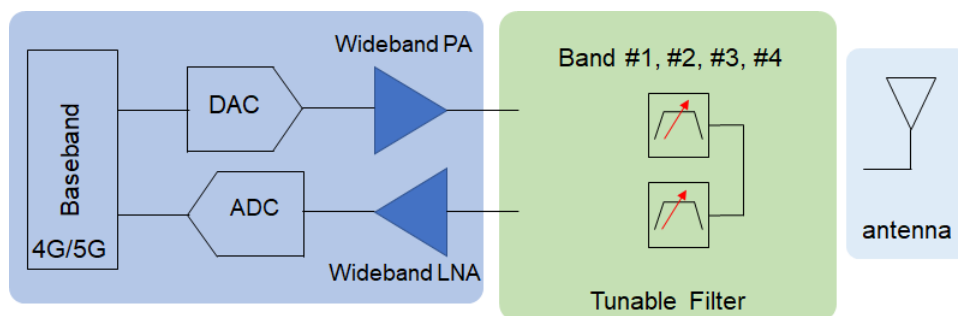 Wideband PA
DAC
Baseband
4G/5G
ADC
Wideband LNA
Band #1, #2, #3, #4
Tunable Filter
antenna